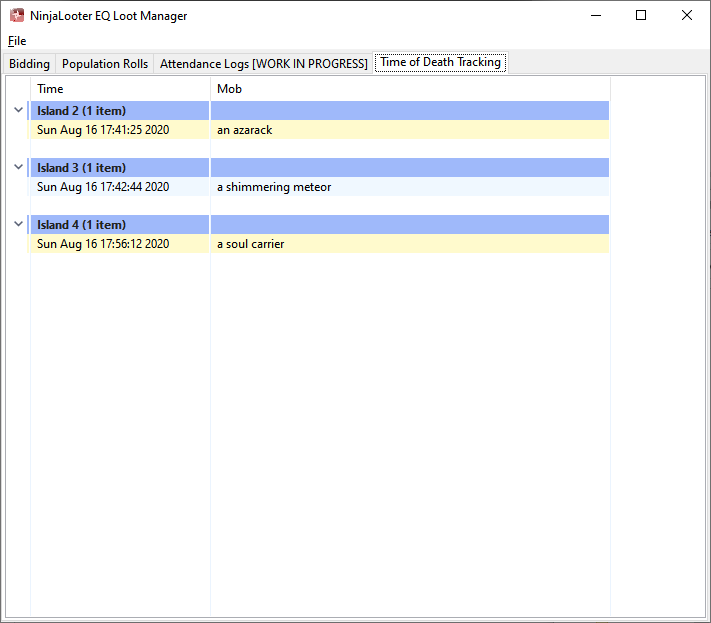 NinjaLooter EQ Loot Manager
File
Bidding Population Rolls Attendance Logs [WORK IN PROGRESS] Time of Death Tracking
Time Mob
Island 2 (1 item)
Sun Aug 16 17:41:25 2020 an azarack
Island 3 (1 item)
Sun Aug 16 17:42:44 2020 a shimmering meteor
Island 4 (1 item)
Sun Aug 16 17:56:12 2020 a soul carrier